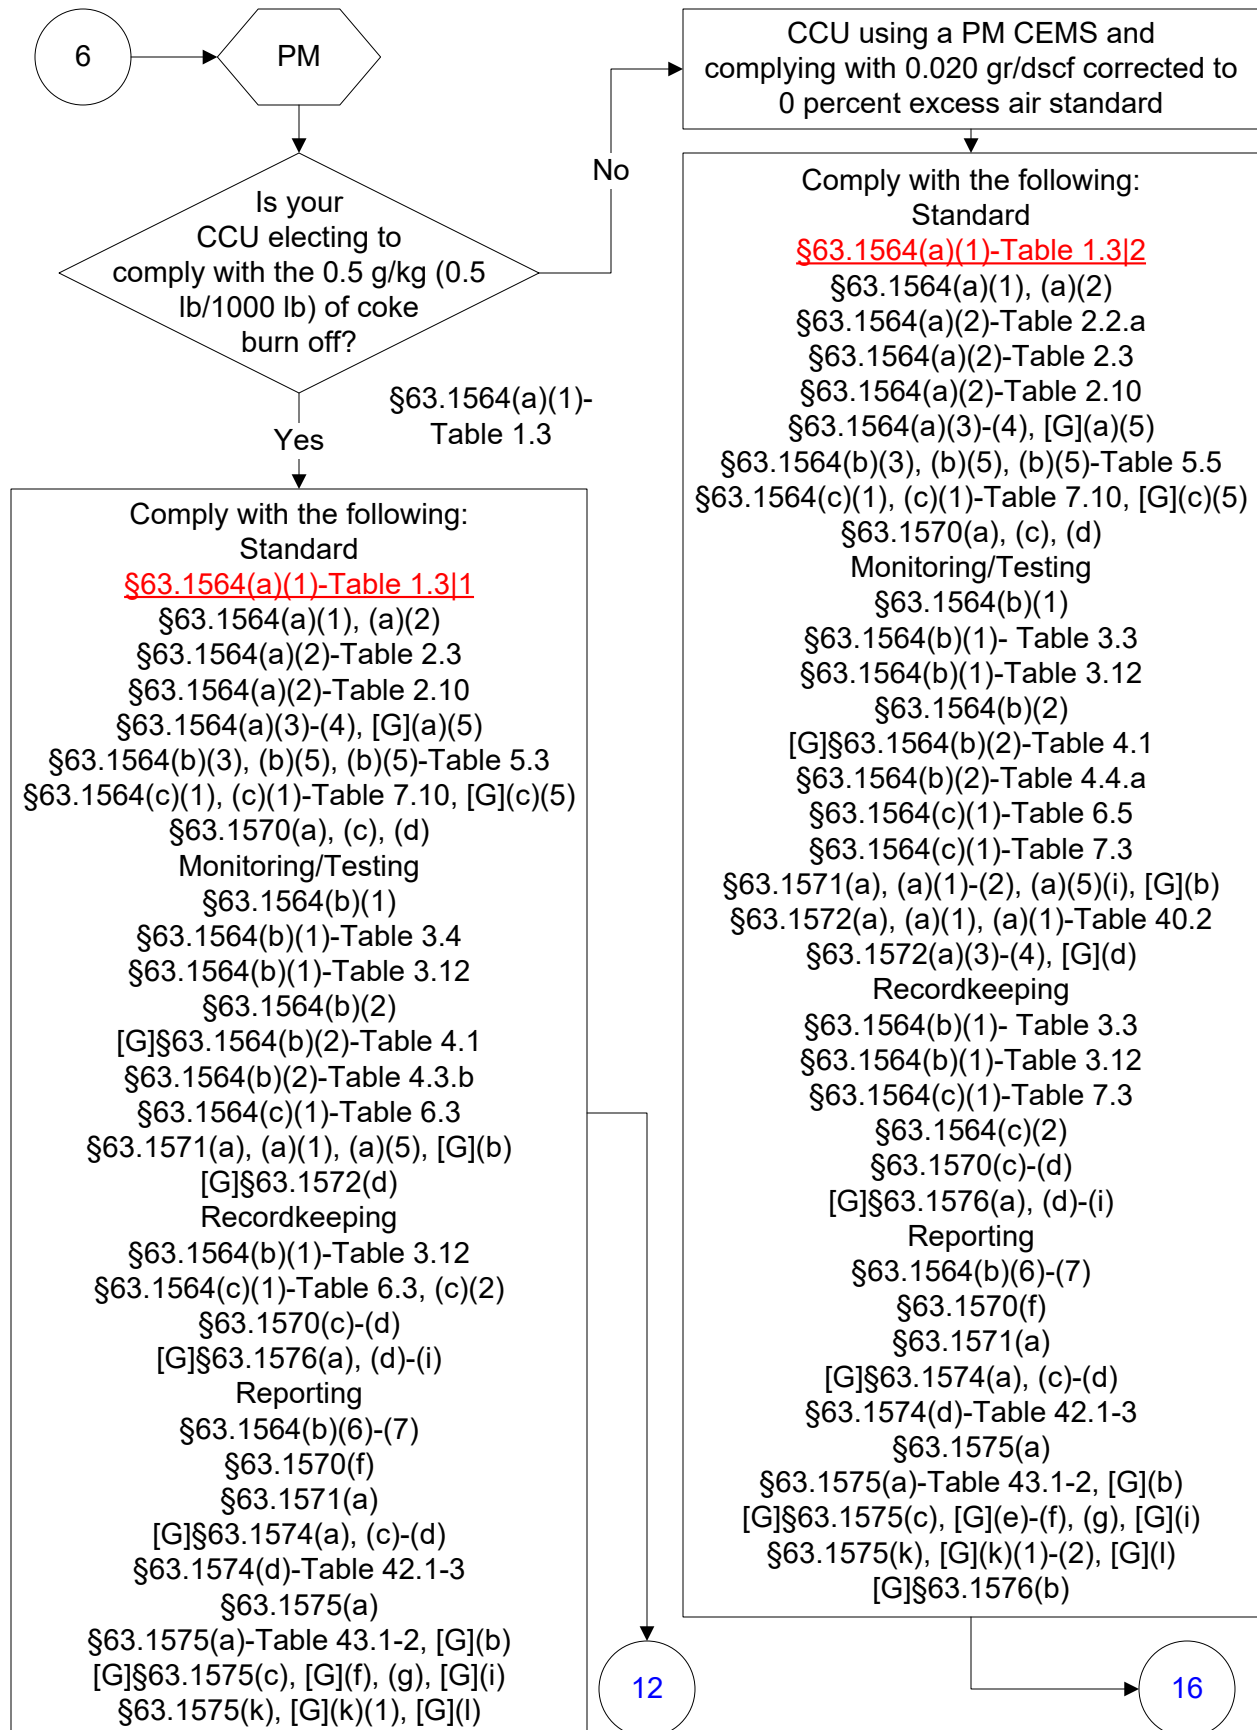 6
PM
Is your
CCU electing to
comply with the 0.5 g/kg (0.5
lb/1000 lb) of coke
burn off?
§63.1564(a)(1)-
Table 1.3
No
Yes
CCU using a PM CEMS and
complying with 0.020 gr/dscf corrected to
0 percent excess air standard
Comply with the following:
Standard
§63.1564(a)(1)-Table 1.3|1
§63.1564(a)(1), (a)(2)
§63.1564(a)(2)-Table 2.3
§63.1564(a)(2)-Table 2.10
§63.1564(a)(3)-(4), [G](a)(5)
§63.1564(b)(3), (b)(5), (b)(5)-Table 5.3
§63.1564(c)(1), (c)(1)-Table 7.10, [G](c)(5)
§63.1570(a), (c), (d)
Monitoring/Testing
§63.1564(b)(1)
§63.1564(b)(1)-Table 3.4
§63.1564(b)(1)-Table 3.12
§63.1564(b)(2)
[G]§63.1564(b)(2)-Table 4.1
§63.1564(b)(2)-Table 4.3.b
§63.1564(c)(1)-Table 6.3
§63.1571(a), (a)(1), (a)(5), [G](b)
[G]§63.1572(d)
Recordkeeping
§63.1564(b)(1)-Table 3.12
§63.1564(c)(1)-Table 6.3, (c)(2)
§63.1570(c)-(d)
[G]§63.1576(a), (d)-(i)
Reporting
§63.1564(b)(6)-(7)
§63.1570(f)
§63.1571(a)
[G]§63.1574(a), (c)-(d)
§63.1574(d)-Table 42.1-3
§63.1575(a)
§63.1575(a)-Table 43.1-2, [G](b)
[G]§63.1575(c), [G](f), (g), [G](i)
§63.1575(k), [G](k)(1), [G](l)
12
Comply with the following:
Standard
§63.1564(a)(1)-Table 1.3|2
§63.1564(a)(1), (a)(2)
§63.1564(a)(2)-Table 2.2.a
§63.1564(a)(2)-Table 2.3
§63.1564(a)(2)-Table 2.10
§63.1564(a)(3)-(4), [G](a)(5)
§63.1564(b)(3), (b)(5), (b)(5)-Table 5.5
§63.1564(c)(1), (c)(1)-Table 7.10, [G](c)(5)
§63.1570(a), (c), (d)
Monitoring/Testing
§63.1564(b)(1)
§63.1564(b)(1)- Table 3.3
§63.1564(b)(1)-Table 3.12
§63.1564(b)(2)
[G]§63.1564(b)(2)-Table 4.1
§63.1564(b)(2)-Table 4.4.a
§63.1564(c)(1)-Table 6.5
§63.1564(c)(1)-Table 7.3
§63.1571(a), (a)(1)-(2), (a)(5)(i), [G](b)
§63.1572(a), (a)(1), (a)(1)-Table 40.2
§63.1572(a)(3)-(4), [G](d)
Recordkeeping
§63.1564(b)(1)- Table 3.3
§63.1564(b)(1)-Table 3.12
§63.1564(c)(1)-Table 7.3
§63.1564(c)(2)
§63.1570(c)-(d)
[G]§63.1576(a), (d)-(i)
Reporting
§63.1564(b)(6)-(7)
§63.1570(f)
§63.1571(a)
[G]§63.1574(a), (c)-(d)
§63.1574(d)-Table 42.1-3
§63.1575(a)
§63.1575(a)-Table 43.1-2, [G](b)
[G]§63.1575(c), [G](e)-(f), (g), [G](i)
§63.1575(k), [G](k)(1)-(2), [G](l)
[G]§63.1576(b)
16